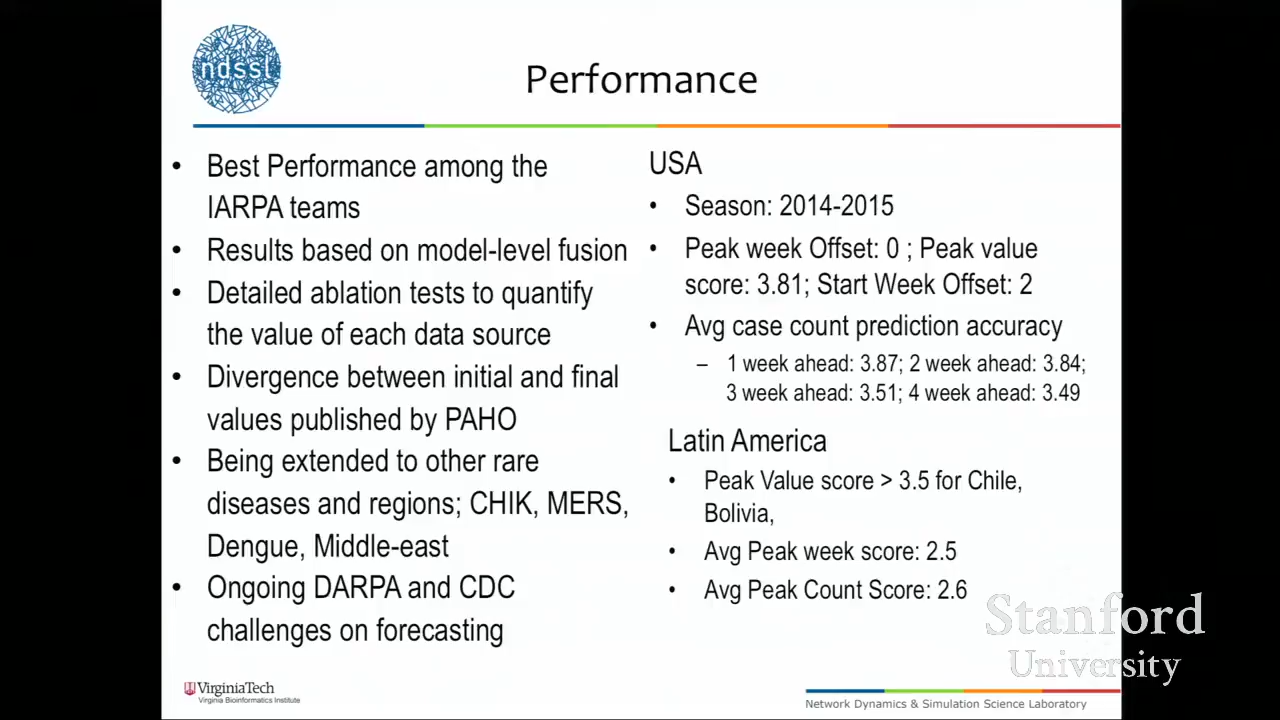 ndssl
Performance
• Best Performance among the
IARPA teams
• Results based on model-level fusion
• Detailed ablation tests to quantify
the value of each data source
• Divergence between initial and final
values published by PAHO
• Being extended to other rare
diseases and regions; CHIK, MERS,
Dengue, Middle-east
• Ongoing DARPA and CDC
challenges on forecasting
USA
• Season: 2014-2015
• Peak week Offset: 0 ; Peak value
score: 3.81; Start Week Offset: 2
• Avg case count prediction accuracy
– 1 week ahead: 3.87; 2 week ahead: 3.84;
3 week ahead: 3.51; 4 week ahead: 3.49
Latin America
• Peak Value score > 3.5 for Chile,
Bolivia,
• Avg Peak week score: 2.5
• Avg Peak Count Score: 2.6
Stanford
University
VirginiaTech
Virginia Bioinformatics Institute
Network Dynamics & Simulation Science Laboratory